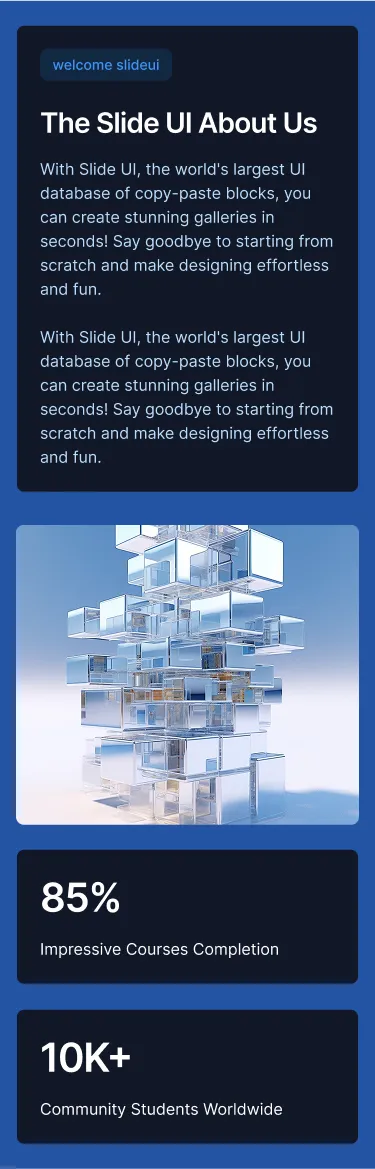 welcome slideui
The Slide UI About Us
With Slide UI, the world's largest UI
database of copy-paste blocks, you
can create stunning galleries in
seconds! Say goodbye to starting from
scratch and make designing effortless
and fun.
With Slide UI, the world's largest UI
database of copy-paste blocks, you
can create stunning galleries in
seconds! Say goodbye to starting from
scratch and make designing effortless
and fun.
85%
Impressive Courses Completion
10K+
Community Students Worldwide